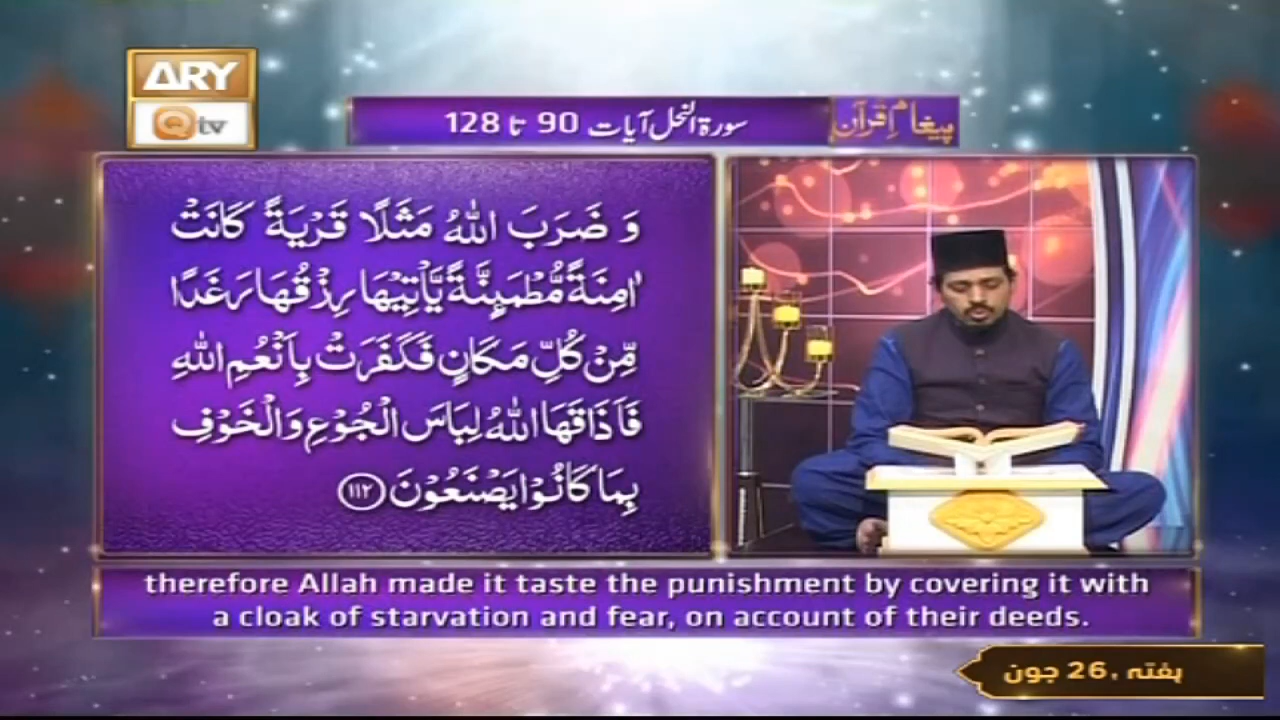 ARY
Qtv
پیغامِ قرآن
سورۃ النحل آیات 90 تا 128
وَ ضَرَبَ اللّٰهُ مَثَلًا قَرْیَةً كَانَتْ
اٰمِنَةً مُّطْمَىٕنَّةً یَّاْتِیْهَا رِزْقُهَا رَغَدًا
مِّنْ كُلِّ مَكَانٍ فَكَفَرَتْ بِاَنْعُمِ اللّٰهِ
فَاَذَاقَهَا اللّٰهُ لِبَاسَ الْجُوْعِ وَ الْخَوْفِ
بِمَا كَانُوْا یَصْنَعُوْنَ ﴿۱۱۲﴾
therefore Allah made it taste the punishment by covering it with
a cloak of starvation and fear, on account of their deeds.
ہفتہ ,26 جون